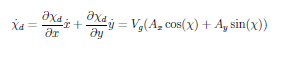 χ̇_d = ∂χ_d/∂x ẋ + ∂χ_d/∂y ẏ = V_g(A_x cos(χ) + A_y sin(χ))